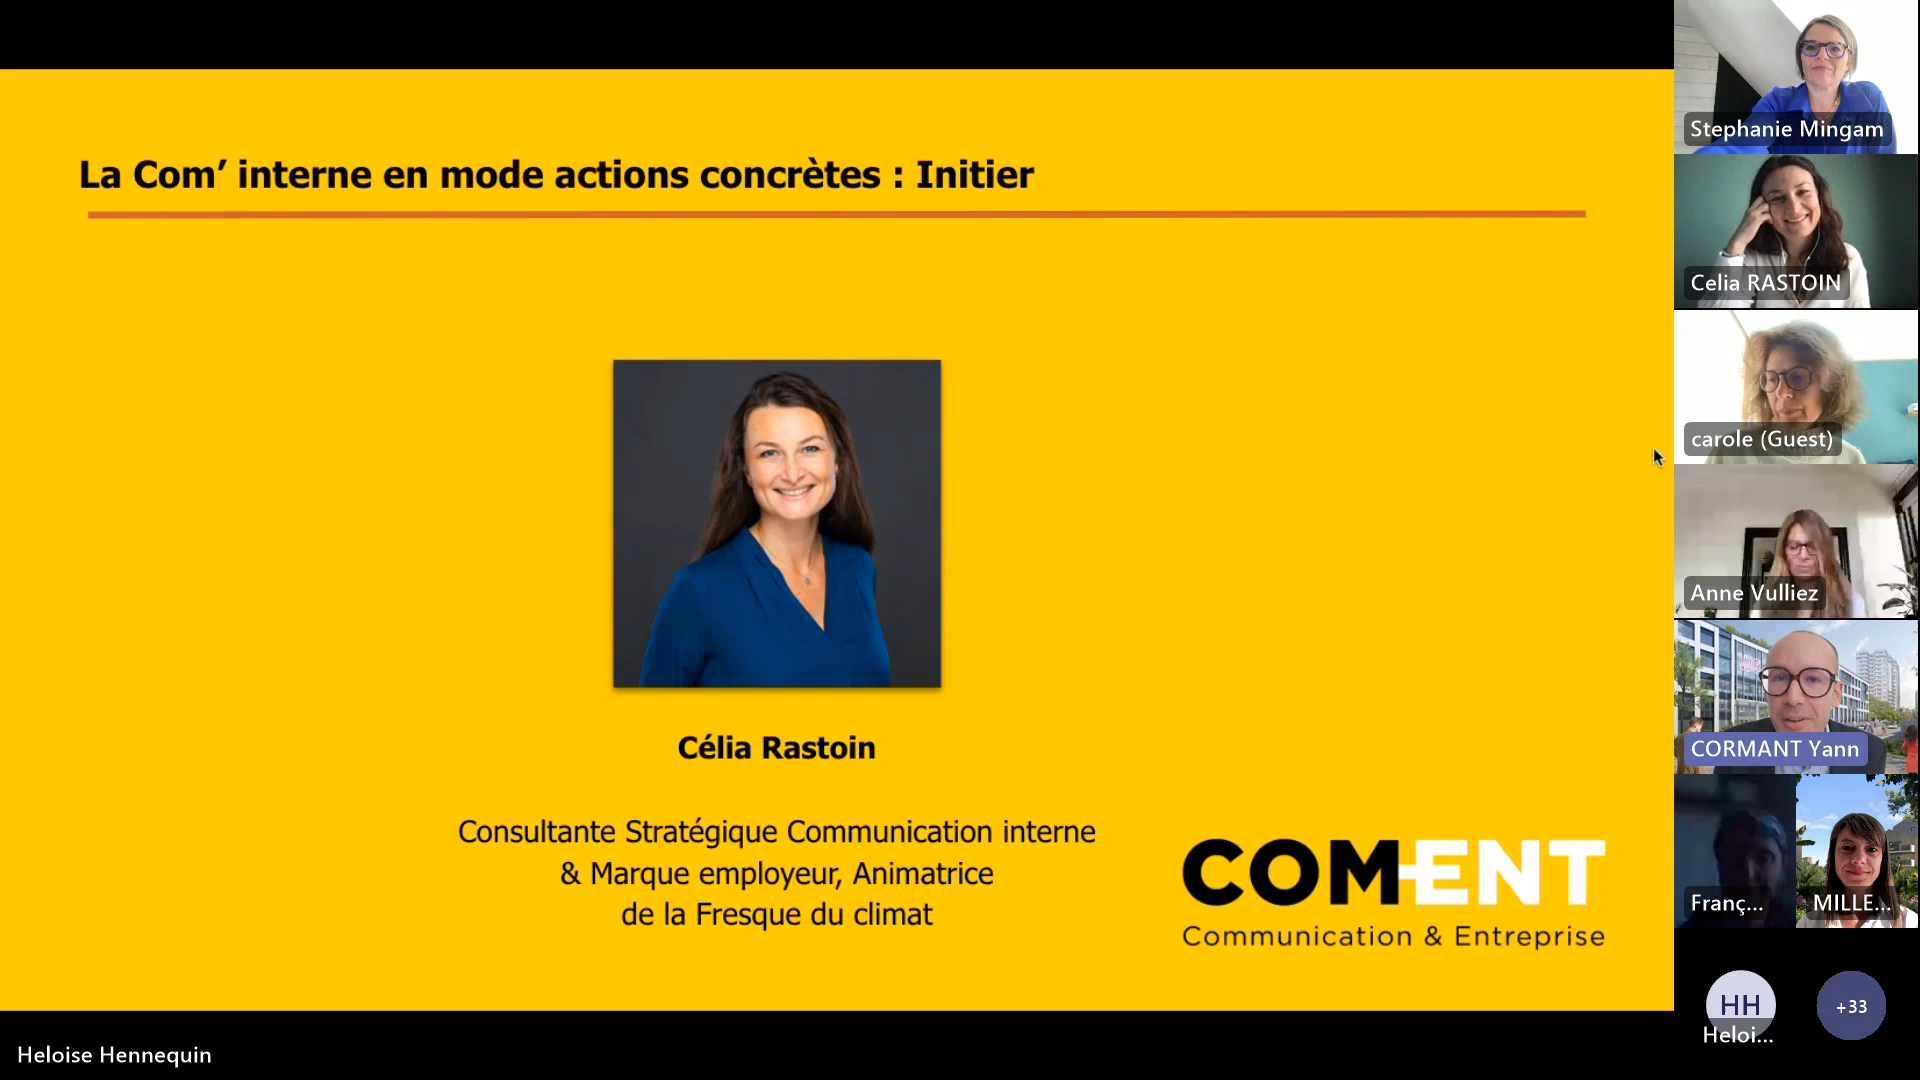 La Com’ interne en mode actions concrètes : Initier
Célia Rastoin
Consultante Stratégique Communication interne
& Marque employeur, Animatrice
de la Fresque du climat
COMENT
Communication & Entreprise
Heloise Hennequin
Stephanie Mingam
Celia RASTOIN
carole (Guest)
Anne Vulliez
CORMANT Yann
Franç...
MILLE...
HH
Heloi...
+33